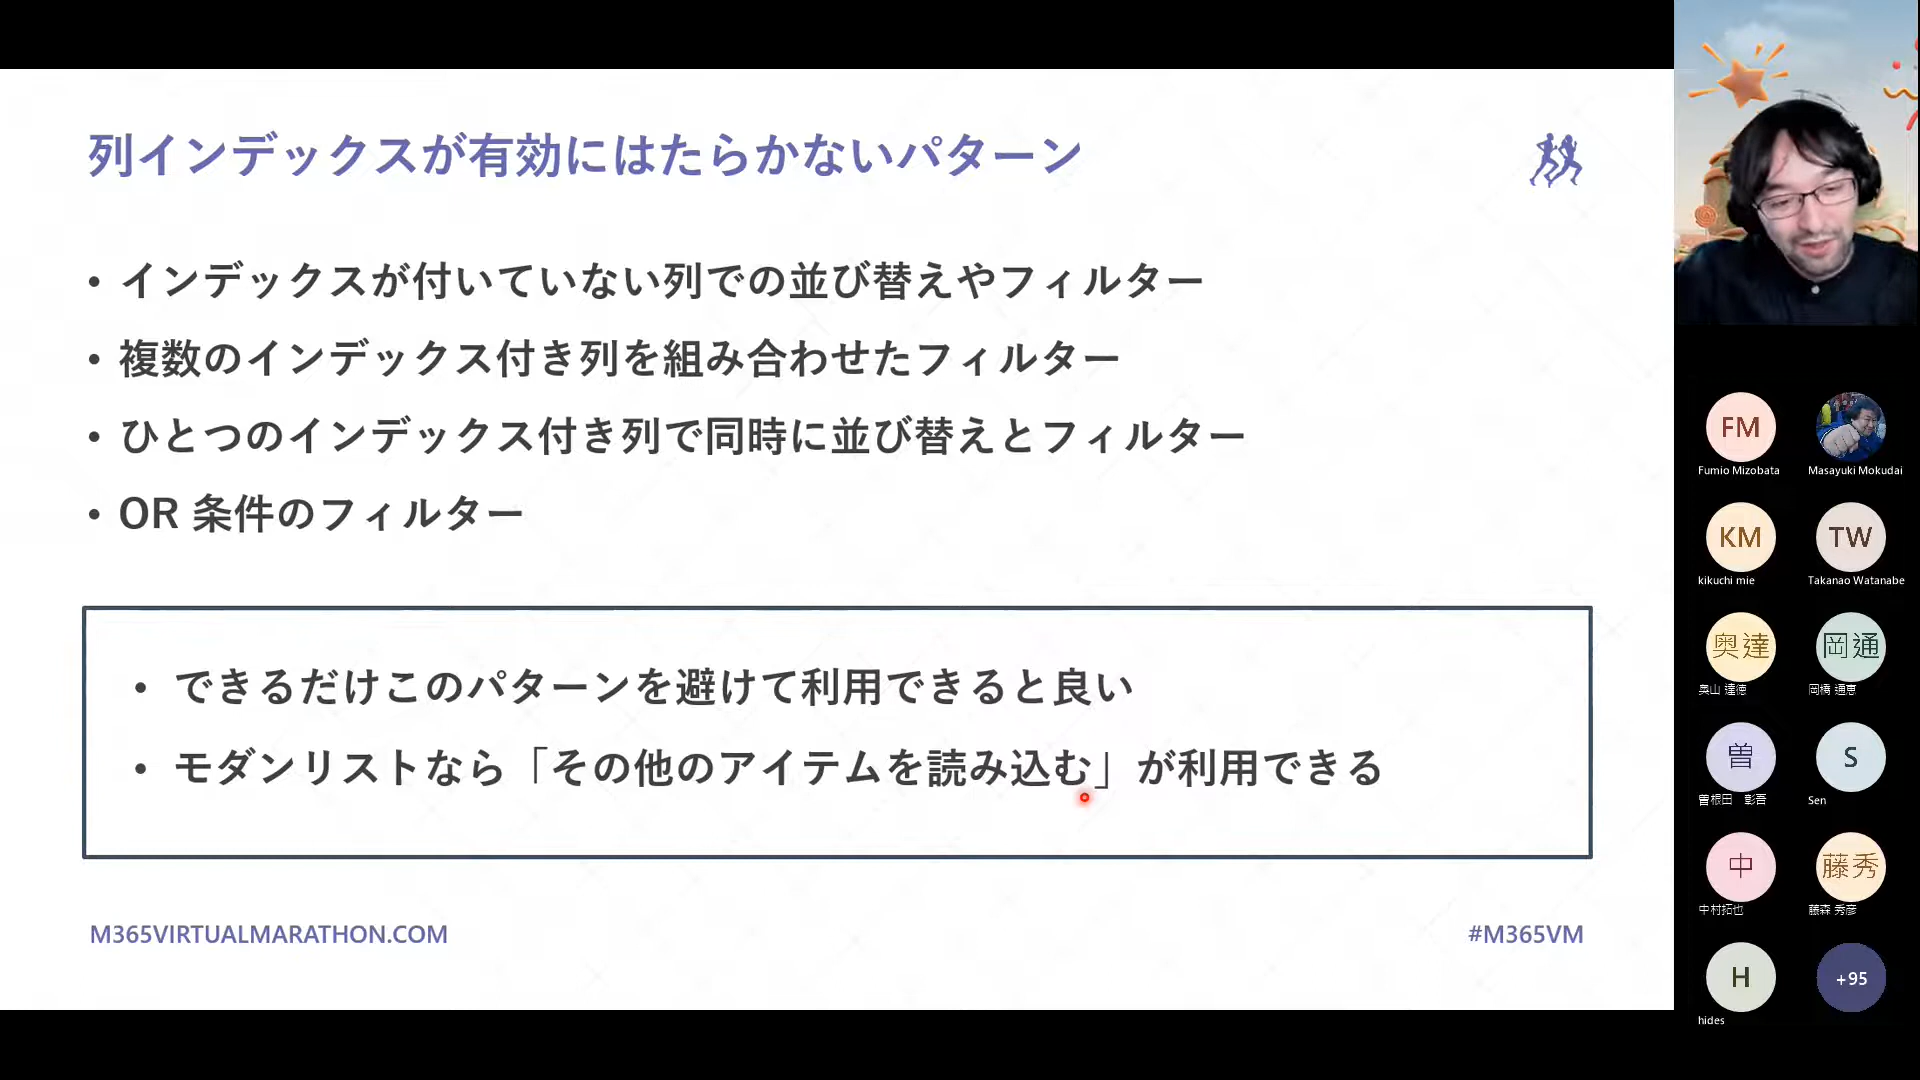 列インデックスが有効にはたらかないパターン
• インデックスが付いていない列での並び替えやフィルター
• 複数のインデックス付き列を組み合わせたフィルター
• ひとつのインデックス付き列で同時に並び替えとフィルター
• OR 条件のフィルター
• できるだけこのパターンを避けて利用できると良い
• モダンリストなら「その他のアイテムを読み込む」が利用できる
M365VIRTUALMARATHON.COM
#M365VM
FM
Fumio Mizobata
Masayuki Mokudai
KM
kikuchi mie
TW
Takanao Watanabe
奥達
奥山 達徳
岡通
岡橋 通恵
曽
曽根田 彰吾
S
Sen
中
中村拓也
藤秀
藤森 秀彦
H
hides
+95